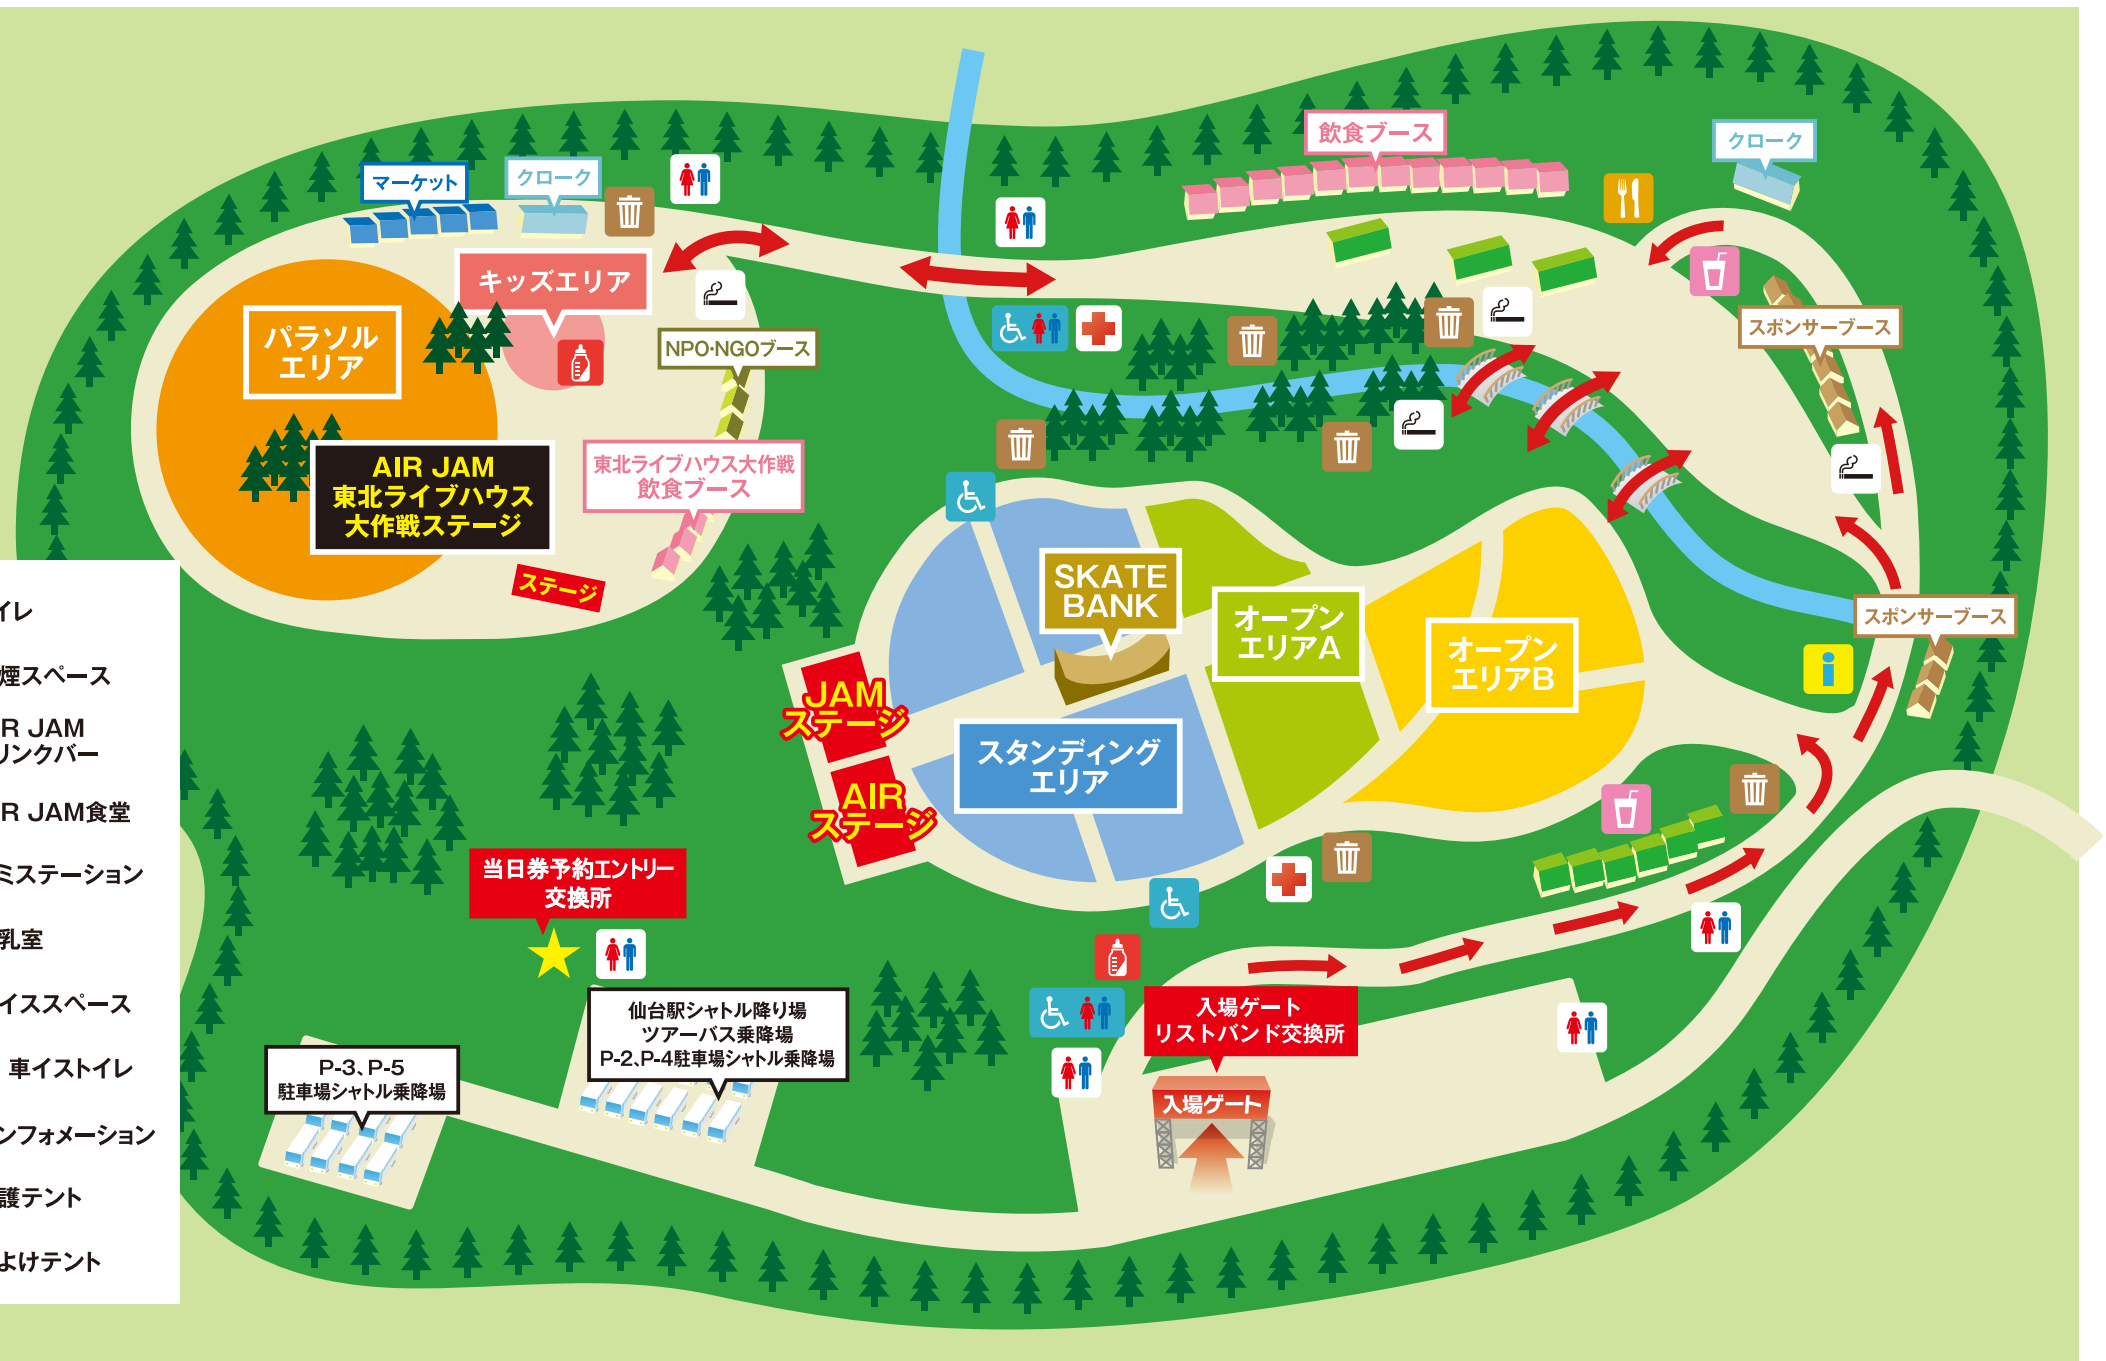 飲食ブース
クローク
マーケット
クローク
キッズエリア
パラソル
エリア
NPO・NGOブース
スポンサーブース
AIR JAM
東北ライブハウス
大作戦ステージ
東北ライブハウス大作戦
飲食ブース
ステージ
SKATE
BANK
オープン
エリアA
オープン
エリアB
スポンサーブース
JAM
ステージ
スタンディング
エリア
AIR
ステージ
当日券予約エントリー
交換所
仙台駅シャトル降り場
ツアーバス乗降場
P-2、P-4駐車場シャトル乗降場
P-3、P-5
駐車場シャトル乗降場
入場ゲート
リストバンド交換所
入場ゲート
イレ
煙スペース
R JAM
リンクバー
R JAM食堂
ミステーション
乳室
イススペース
車イストイレ
ンフォメーション
護テント
よけテント